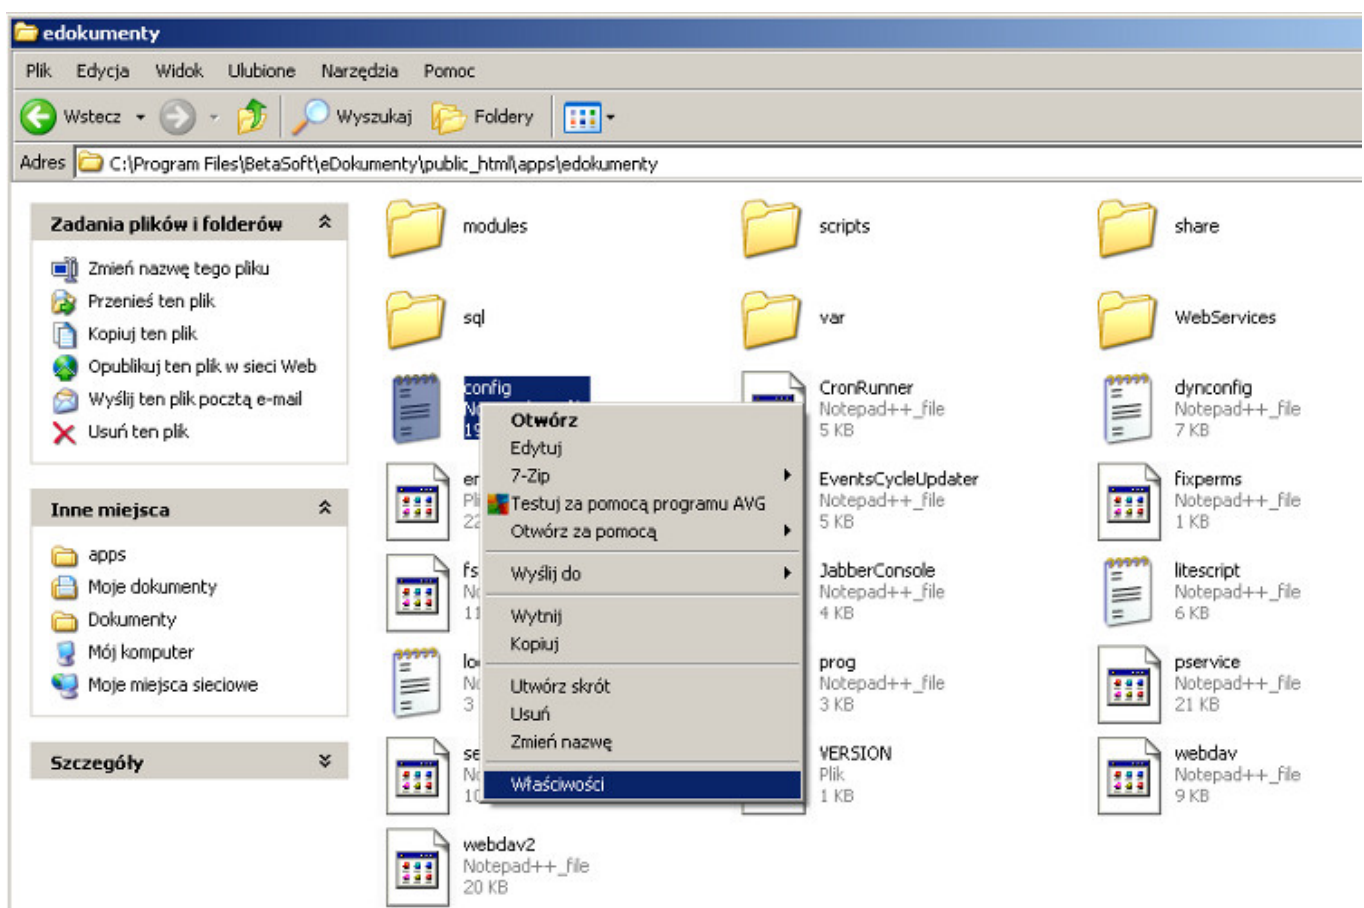 edokumenty
Plik Edycja Widok Ulubione Narzędzia Pomoc
Wstecz Wyszukaj Foldery
Adres C:\Program Files\BetaSoft\eDokumenty\public_html\apps\edokumenty
Zadania plików i folderów
Zmień nazwę tego pliku
Przenieś ten plik
Kopiuj ten plik
Opublikuj ten plik w sieci Web
Wyślij ten plik pocztą e-mail
Usuń ten plik
Inne miejsca
apps
Moje dokumenty
Dokumenty
Mój komputer
Moje miejsca sieciowe
Szczegóły
modules
scripts
share
sql
var
WebServices
config
CronRunner
Notepad++_file
5 KB
dynconfig
Notepad++_file
7 KB
EventsCycleUpdater
Notepad++_file
5 KB
fixperms
Notepad++_file
1 KB
JabberConsole
Notepad++_file
4 KB
litescript
Notepad++_file
6 KB
prog
Notepad++_file
3 KB
pservice
Notepad++_file
21 KB
VERSION
Plik
1 KB
webdav
Notepad++_file
9 KB
webdav2
Notepad++_file
20 KB
Otwórz
Edytuj
7-Zip
Testuj za pomocą programu AVG
Otwórz za pomocą
Wyślij do
Wytnij
Kopiuj
Utwórz skrót
Usuń
Zmień nazwę
Właściwości